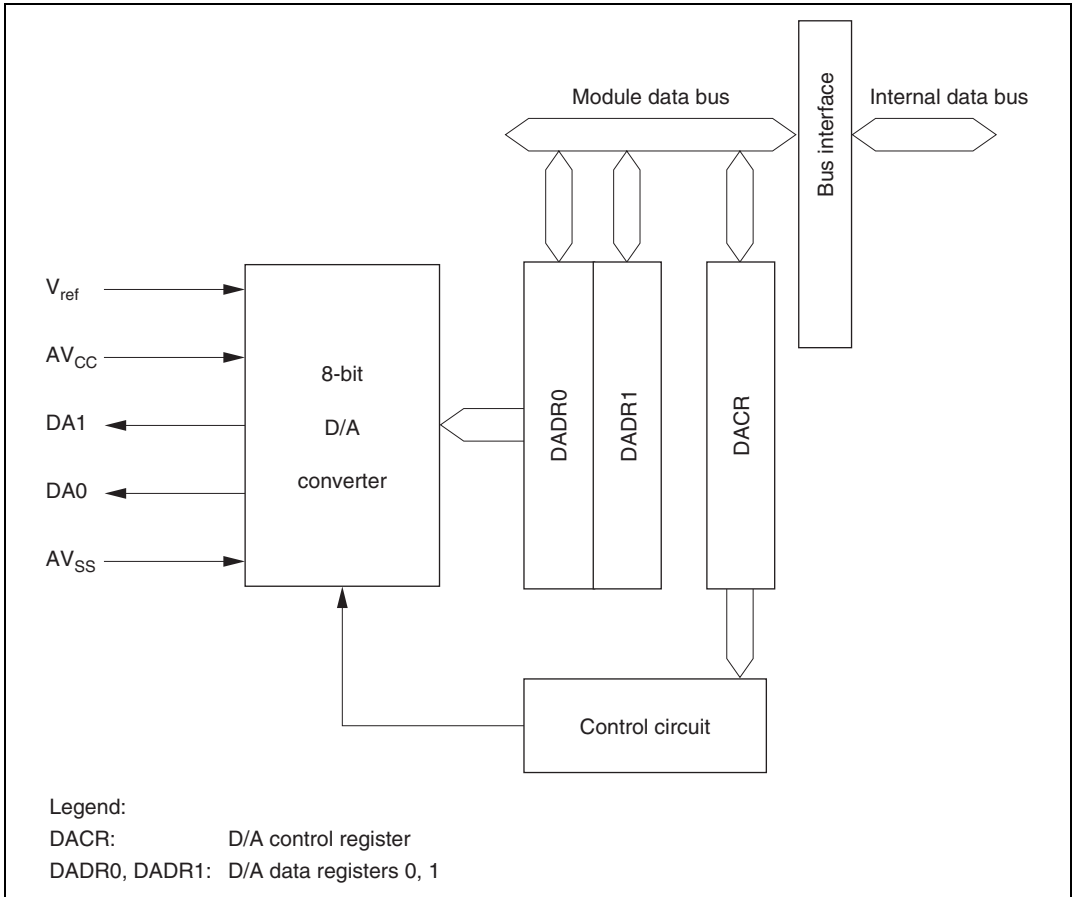 Module data bus
Internal data bus
Bus interface
V_ref
AV_CC
DA1
DA0
AV_SS
8-bit
D/A
converter
DADR0
DADR1
DACR
Control circuit
Legend:
DACR: D/A control register
DADR0, DADR1: D/A data registers 0, 1